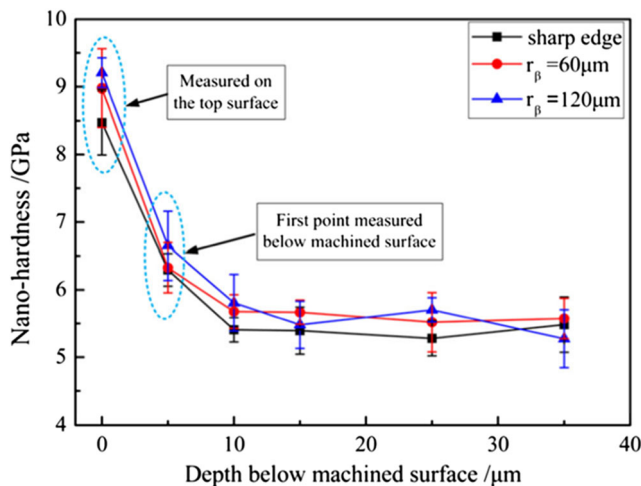 10
9
8
7
6
5
4
Nano-hardness /GPa
sharp edge
rβ =60μm
rβ =120μm
Measured on
the top surface
First point measured
below machined surface
0 10 20 30 40
Depth below machined surface /μm